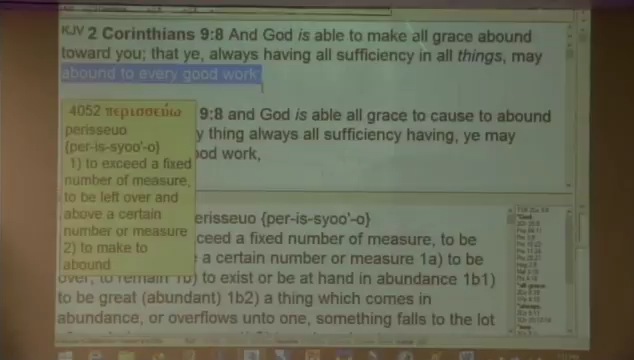 KJV 2 Corinthians 9:8 And God is able to make all grace abound
toward you; that ye, always having all sufficiency in all things, may
abound to every good work:
4052 περισσεύω
perisseuo
{per-is-syoo'-o}
1) to exceed a fixed
number of measure,
to be left over and
above a certain
number or measure
2) to make to
abound
9:8 and God is able all grace to cause to abound
y thing always all sufficiency having, ye may
ood work,
erisseuo {per-is-syoo'-o}
ceed a fixed number of measure, to be
e a certain number or measure 1a) to be
over, to remain 1b) to exist or be at hand in abundance 1b1)
to be great (abundant) 1b2) a thing which comes in
abundance, or overflows unto one, something falls to the lot